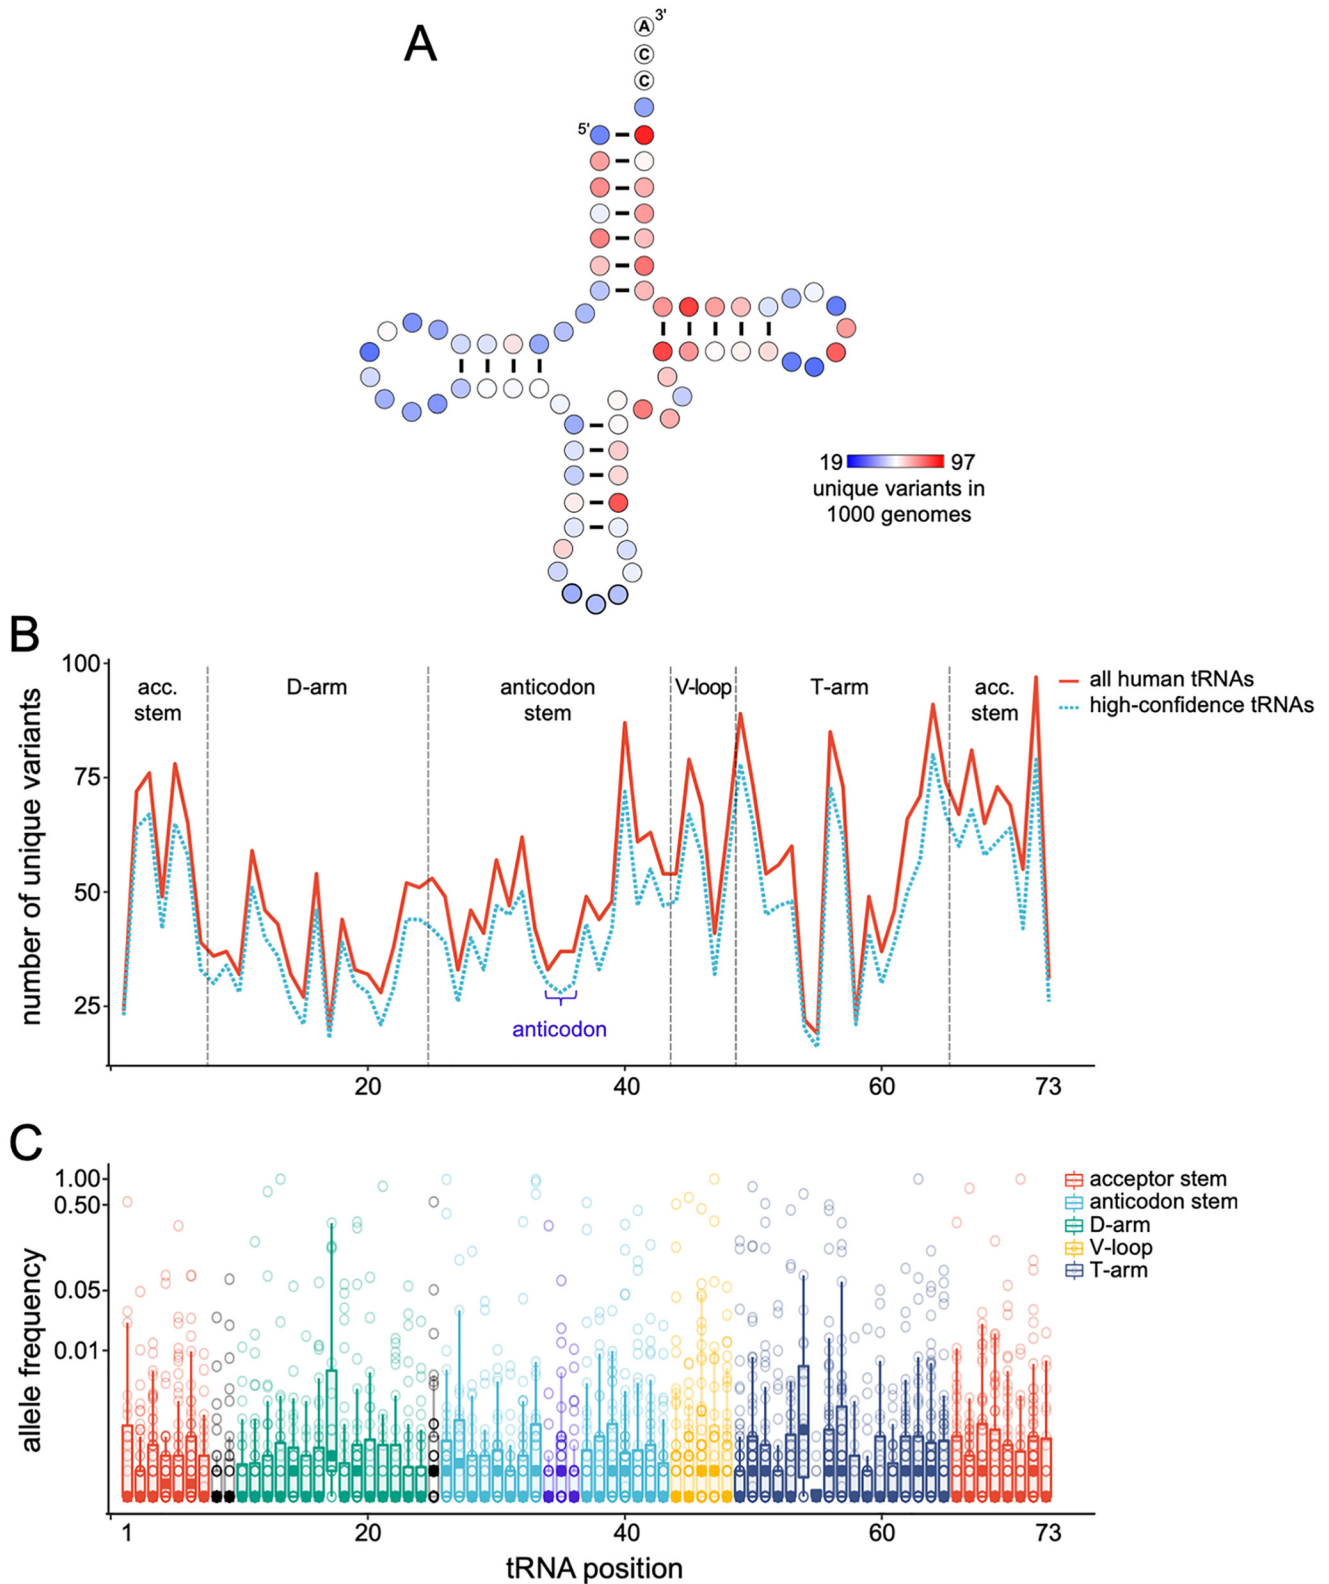 A
A 3'
C
C
5'
19 97
unique variants in
1000 genomes
B
number of unique variants
100
75
50
25
acc.
stem
D-arm
anticodon
stem
V-loop
T-arm
acc.
stem
all human tRNAs
high-confidence tRNAs
anticodon
20 40 60 73
C
allele frequency
1.00
0.50
0.05
0.01
acceptor stem
anticodon stem
D-arm
V-loop
T-arm
1 20 40 60 73
tRNA position